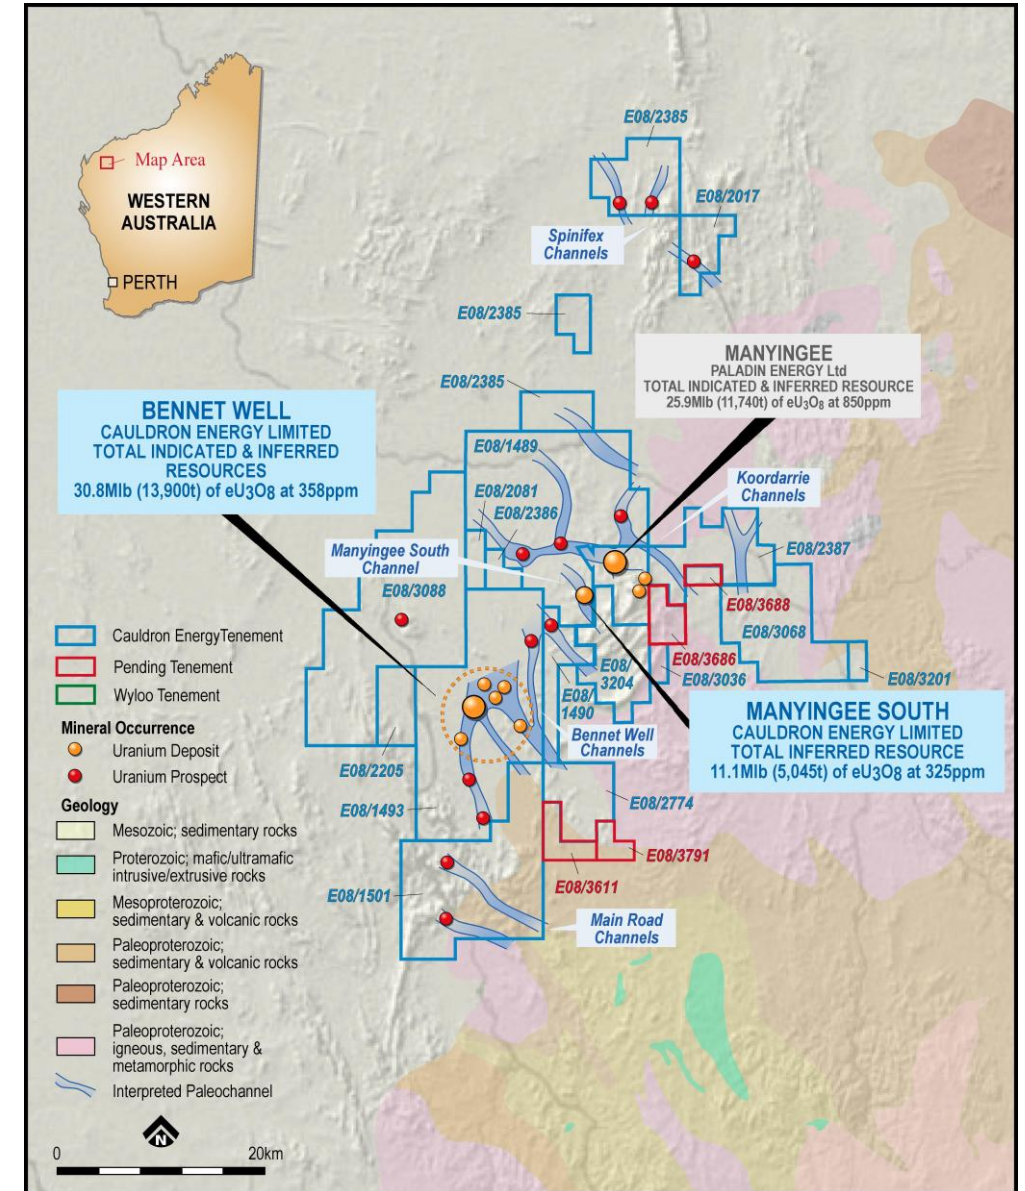 Map Area
WESTERN
AUSTRALIA
PERTH
E08/2385
E08/2017
Spinifex
Channels
E08/2385
MANYINGEE
PALADIN ENERGY Ltd
TOTAL INDICATED & INFERRED RESOURCE
25.9Mlb (11,740t) of eU3O8 at 850ppm
E08/2385
BENNET WELL
CAULDRON ENERGY LIMITED
TOTAL INDICATED & INFERRED
RESOURCES
30.8Mlb (13,900t) of eU3O8 at 358ppm
E08/1489
Koordarrie
Channels
E08/2081
E08/2386
Manyingee South
Channel
E08/2387
E08/3088
E08/3688
E08/3068
E08/3686
E08/3036
E08/3201
E08/
3204
E08/
1490
Bennet Well
Channels
MANYINGEE SOUTH
CAULDRON ENERGY LIMITED
TOTAL INFERRED RESOURCE
11.1Mlb (5,045t) of eU3O8 at 325ppm
E08/2205
E08/1493
E08/2774
E08/3791
E08/3611
E08/1501
Main Road
Channels
Cauldron EnergyTenement
Pending Tenement
Wyloo Tenement
Mineral Occurrence
Uranium Deposit
Uranium Prospect
Geology
Mesozoic; sedimentary rocks
Proterozoic; mafic/ultramafic
intrusive/extrusive rocks
Mesoproterozoic;
sedimentary & volcanic rocks
Paleoproterozoic;
sedimentary & volcanic rocks
Paleoproterozoic;
sedimentary rocks
Paleoproterozoic;
igneous, sedimentary &
metamorphic rocks
Interpreted Paleochannel
N
0 20km